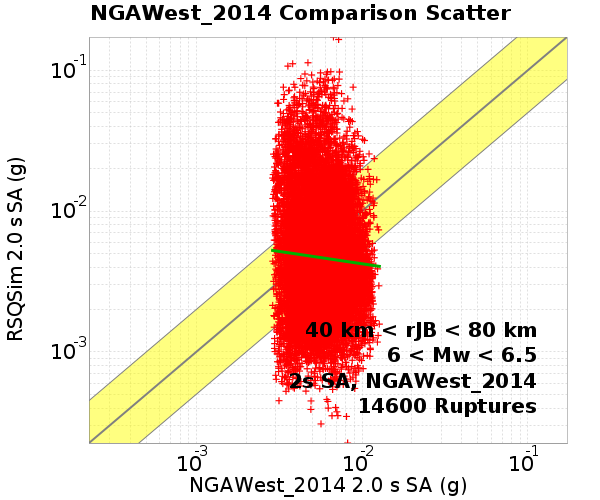 NGAWest_2014 Comparison Scatter
RSQSim 2.0 s SA (g)
10-1
10-2
10-3
40 km < rJB < 80 km
6 < Mw < 6.5
2s SA, NGAWest_2014
14600 Ruptures
10-3 10-2 10-1
NGAWest_2014 2.0 s SA (g)